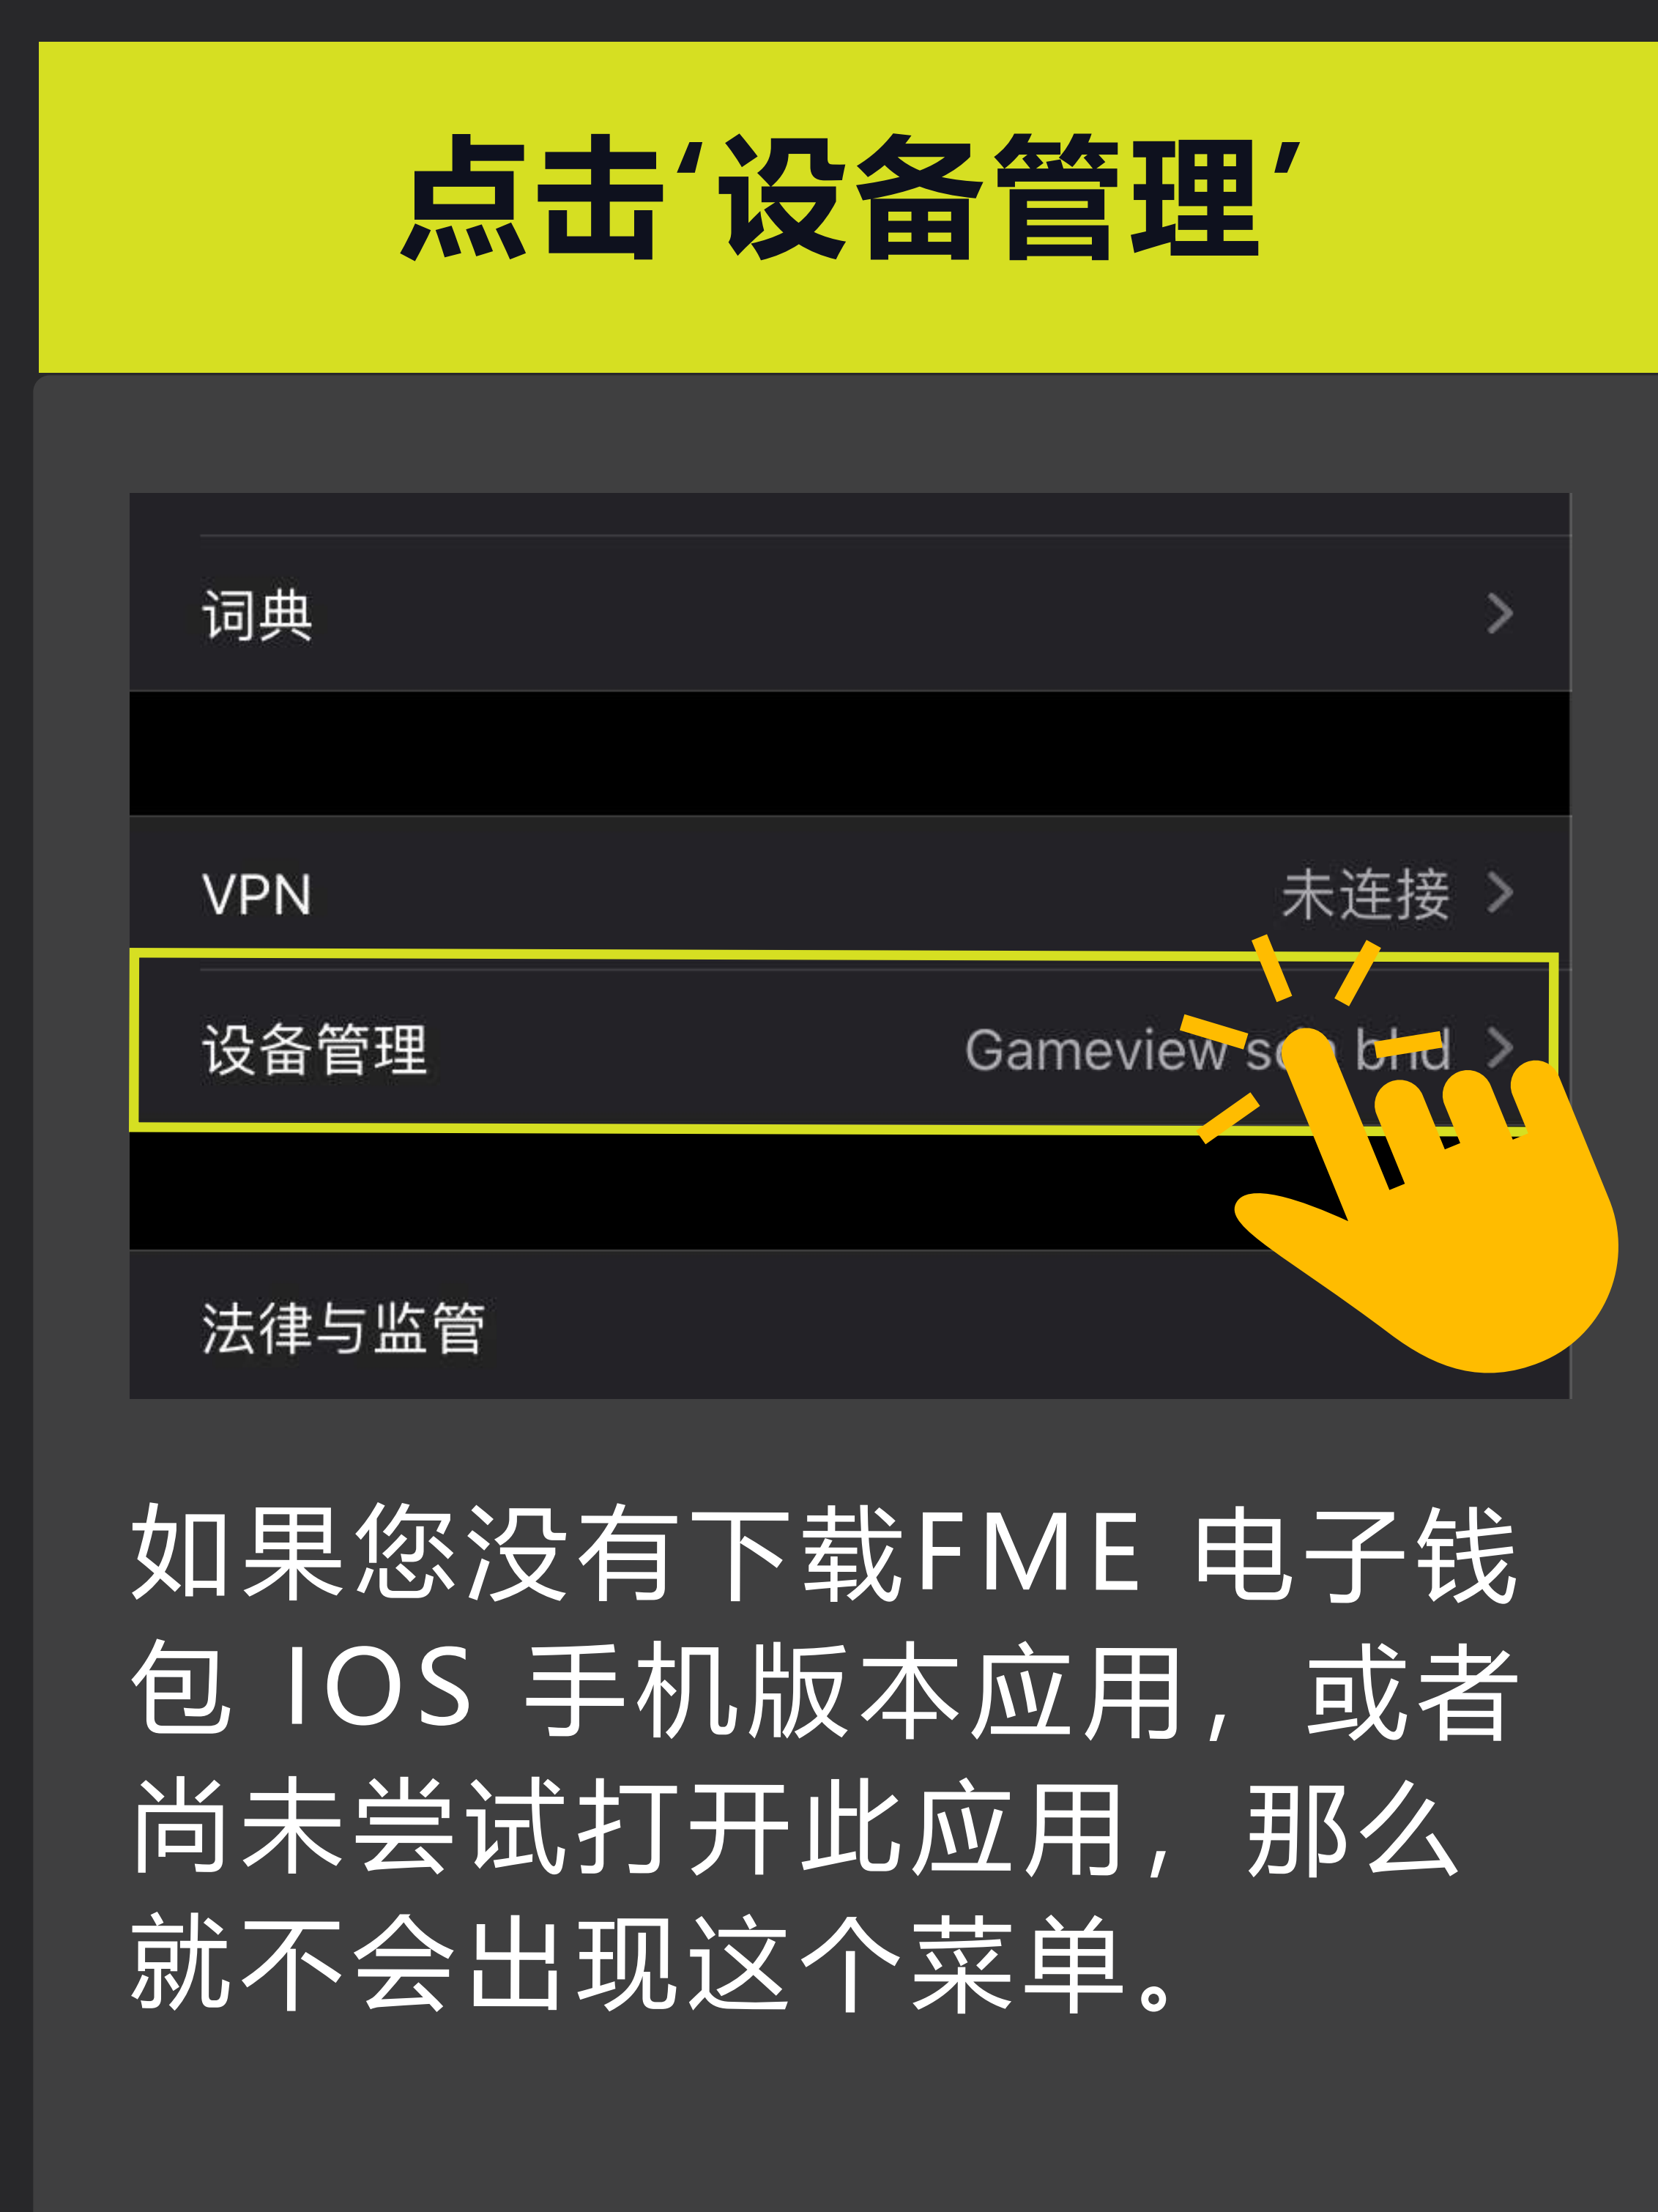 点击‘设备管理’
词典
VPN 未连接
设备管理 Gameview bhd
法律与监管
如果您没有下载FME 电子钱
包 IOS 手机版本应用，或者
尚未尝试打开此应用，那么
就不会出现这个菜单。